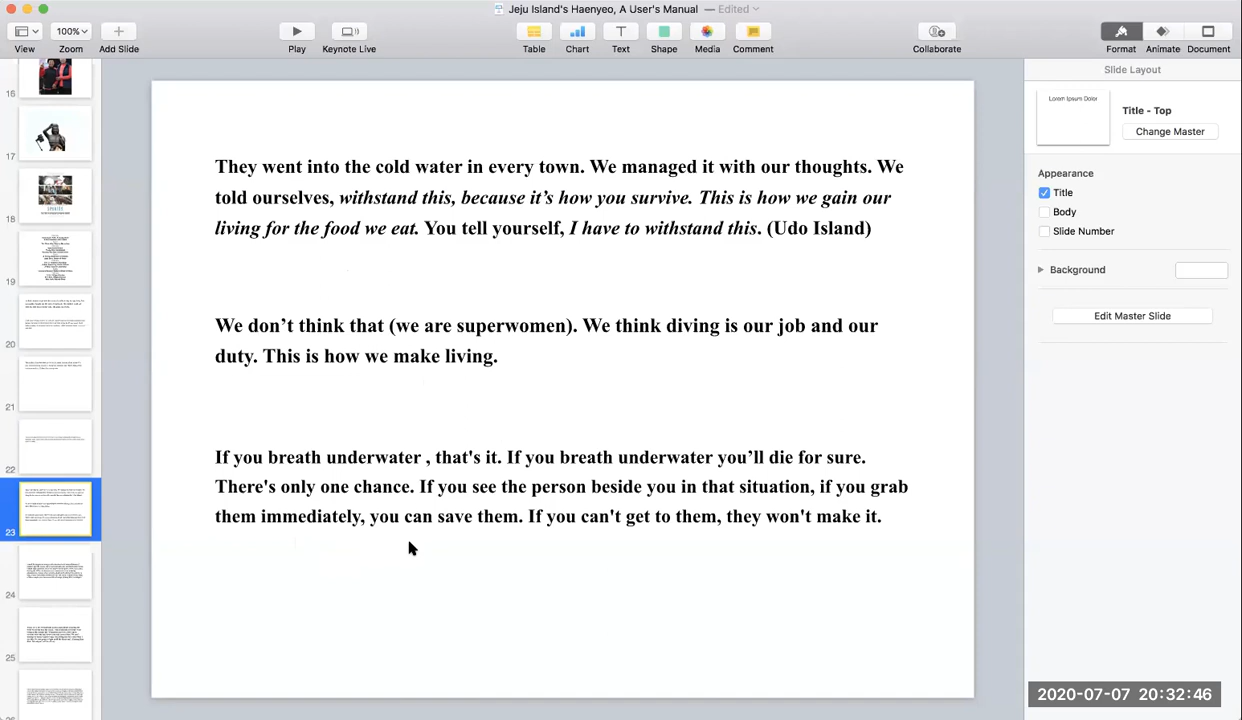 Jeju Island's Haenyeo, A User's Manual — Edited
View
100%
Zoom
Add Slide
Play
Keynote Live
Table
Chart
Text
Shape
Media
Comment
Collaborate
Format
Animate
Document
16
17
18
19
20
21
22
23
24
25
They went into the cold water in every town. We managed it with our thoughts. We
told ourselves, withstand this, because it's how you survive. This is how we gain our
living for the food we eat. You tell yourself, I have to withstand this. (Udo Island)
We don't think that (we are superwomen). We think diving is our job and our
duty. This is how we make living.
If you breath underwater , that's it. If you breath underwater you'll die for sure.
There's only one chance. If you see the person beside you in that situation, if you grab
them immediately, you can save them. If you can't get to them, they won't make it.
Slide Layout
Lorem Ipsum Dolor
Title - Top
Change Master
Appearance
Title
Body
Slide Number
Background
Edit Master Slide
2020-07-07 20:32:46